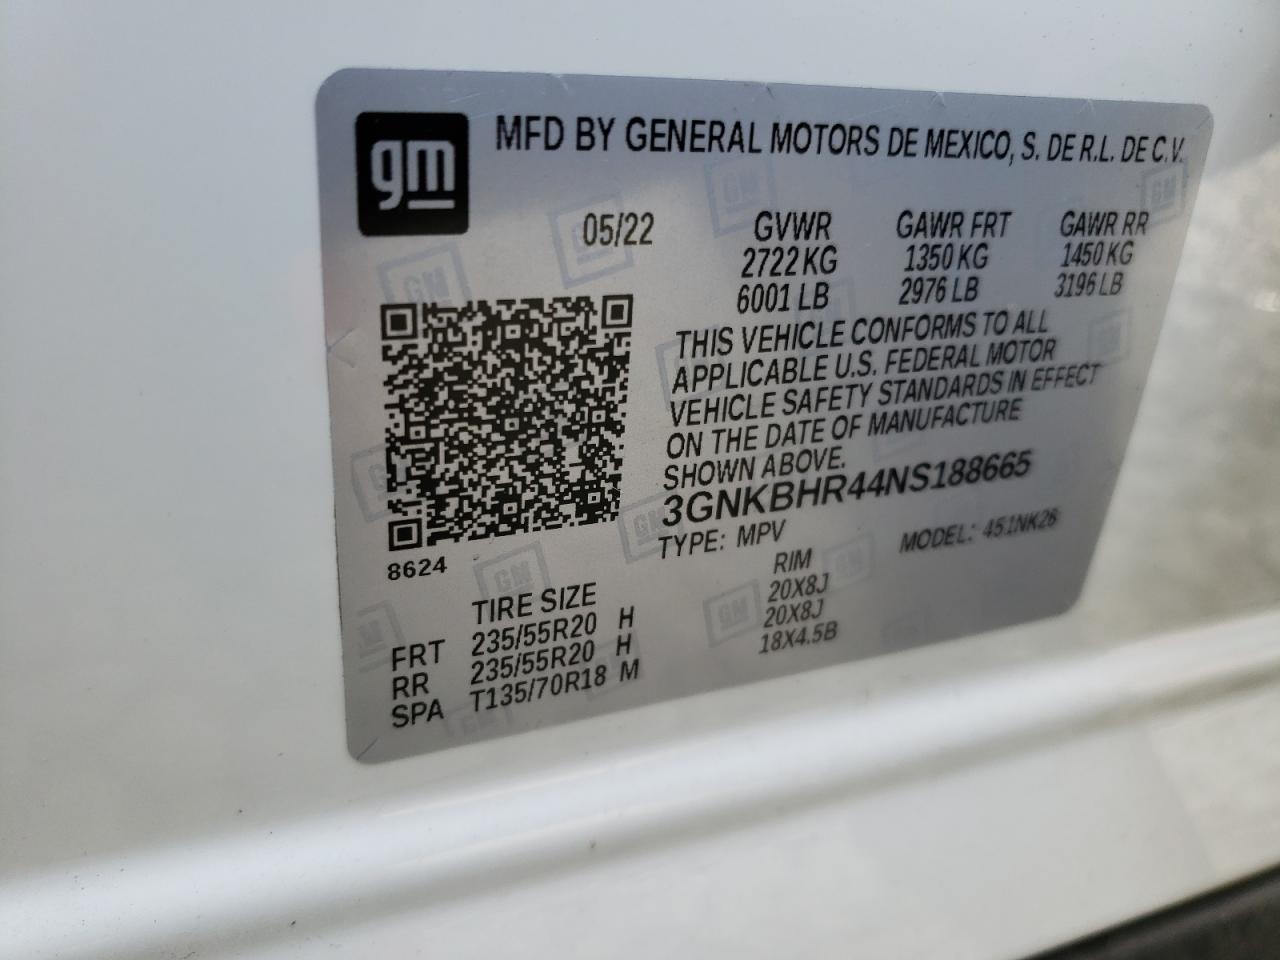 gm
MFD BY GENERAL MOTORS DE MEXICO, S. DE R.L. DE C.V.
05/22
GVWR GAWR FRT GAWR RR
2722 KG 1350 KG 1450 KG
6001 LB 2976 LB 3196 LB
THIS VEHICLE CONFORMS TO ALL
APPLICABLE U.S. FEDERAL MOTOR
VEHICLE SAFETY STANDARDS IN EFFECT
ON THE DATE OF MANUFACTURE
SHOWN ABOVE.
3GNKBHR44NS188665
TYPE: MPV MODEL: 451NK26
8624
TIRE SIZE RIM
FRT 235/55R20 H 20X8J
RR 235/55R20 H 20X8J
SPA T135/70R18 M 18X4.5B